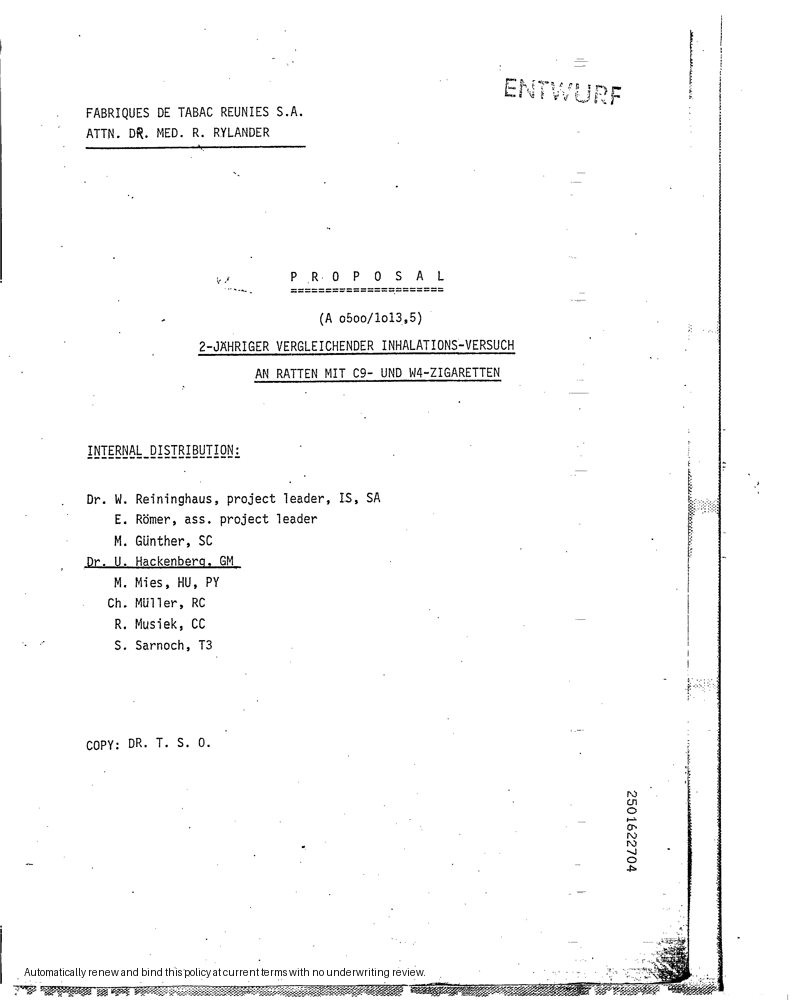 ENTWURF
FABRIQUES DE TABAC REUNIES S.A.
ATTN. DR. MED. R. RYLANDER
P R O P O S A L
======================
(A o5oo/1o13,5)
2-JÄHRIGER VERGLEICHENDER INHALATIONS-VERSUCH
AN RATTEN MIT C9- UND W4-ZIGARETTEN
INTERNAL DISTRIBUTION:
Dr. W. Reininghaus, project leader, IS, SA
E. Römer, ass. project leader
M. Günther, SC
Dr. U. Hackenberg, GM
M. Mies, HU, PY
Ch. Müller, RC
R. Musiek, CC
S. Sarnoch, T3
COPY: DR. T. S. O.
2501622704
Automatically renew and bind this policy at current terms with no underwriting review.